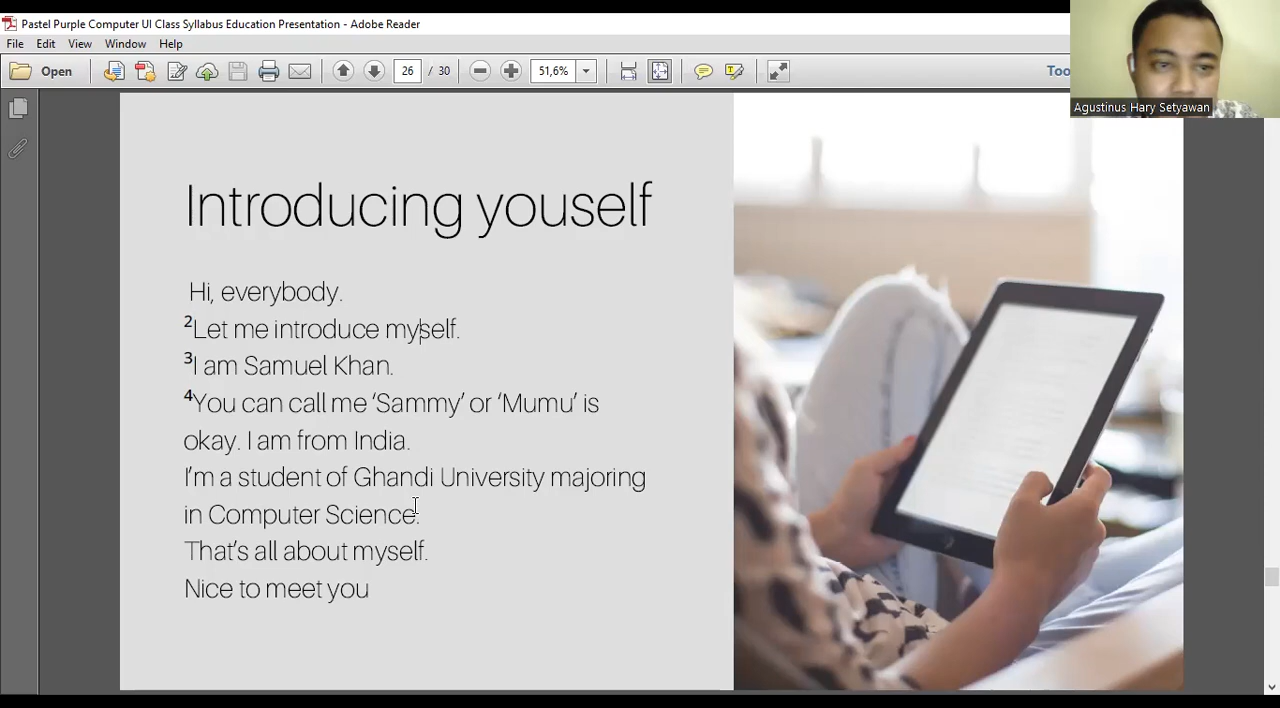 Pastel Purple Computer UI Class Syllabus Education Presentation - Adobe Reader
File Edit View Window Help
Open 26 / 30 51,6% Too
Agustinus Hary Setyawan
Introducing youself
Hi, everybody.
²Let me introduce myself.
³I am Samuel Khan.
⁴You can call me ‘Sammy’ or ‘Mumu’ is
okay. I am from India.
I’m a student of Ghandi University majoring
in Computer Science.
That’s all about myself.
Nice to meet you